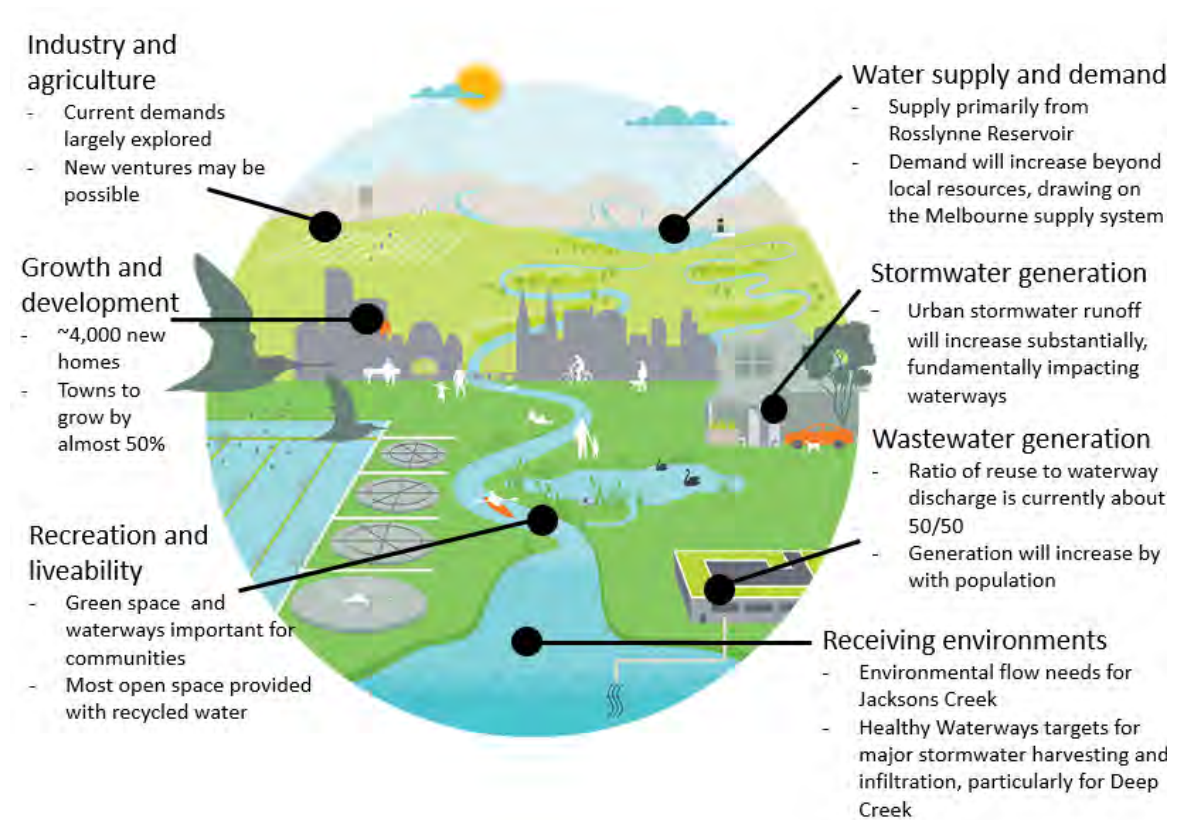 Industry and
agriculture
- Current demands
largely explored
- New ventures may be
possible
Growth and
development
- ~4,000 new
homes
- Towns to
grow by
almost 50%
Recreation and
liveability
- Green space and
waterways important for
communities
- Most open space provided
with recycled water
Water supply and demand
- Supply primarily from
Rosslynne Reservoir
- Demand will increase beyond
local resources, drawing on
the Melbourne supply system
Stormwater generation
- Urban stormwater runoff
will increase substantially,
fundamentally impacting
waterways
Wastewater generation
- Ratio of reuse to waterway
discharge is currently about
50/50
- Generation will increase by
with population
Receiving environments
- Environmental flow needs for
Jacksons Creek
- Healthy Waterways targets for
major stormwater harvesting and
infiltration, particularly for Deep
Creek